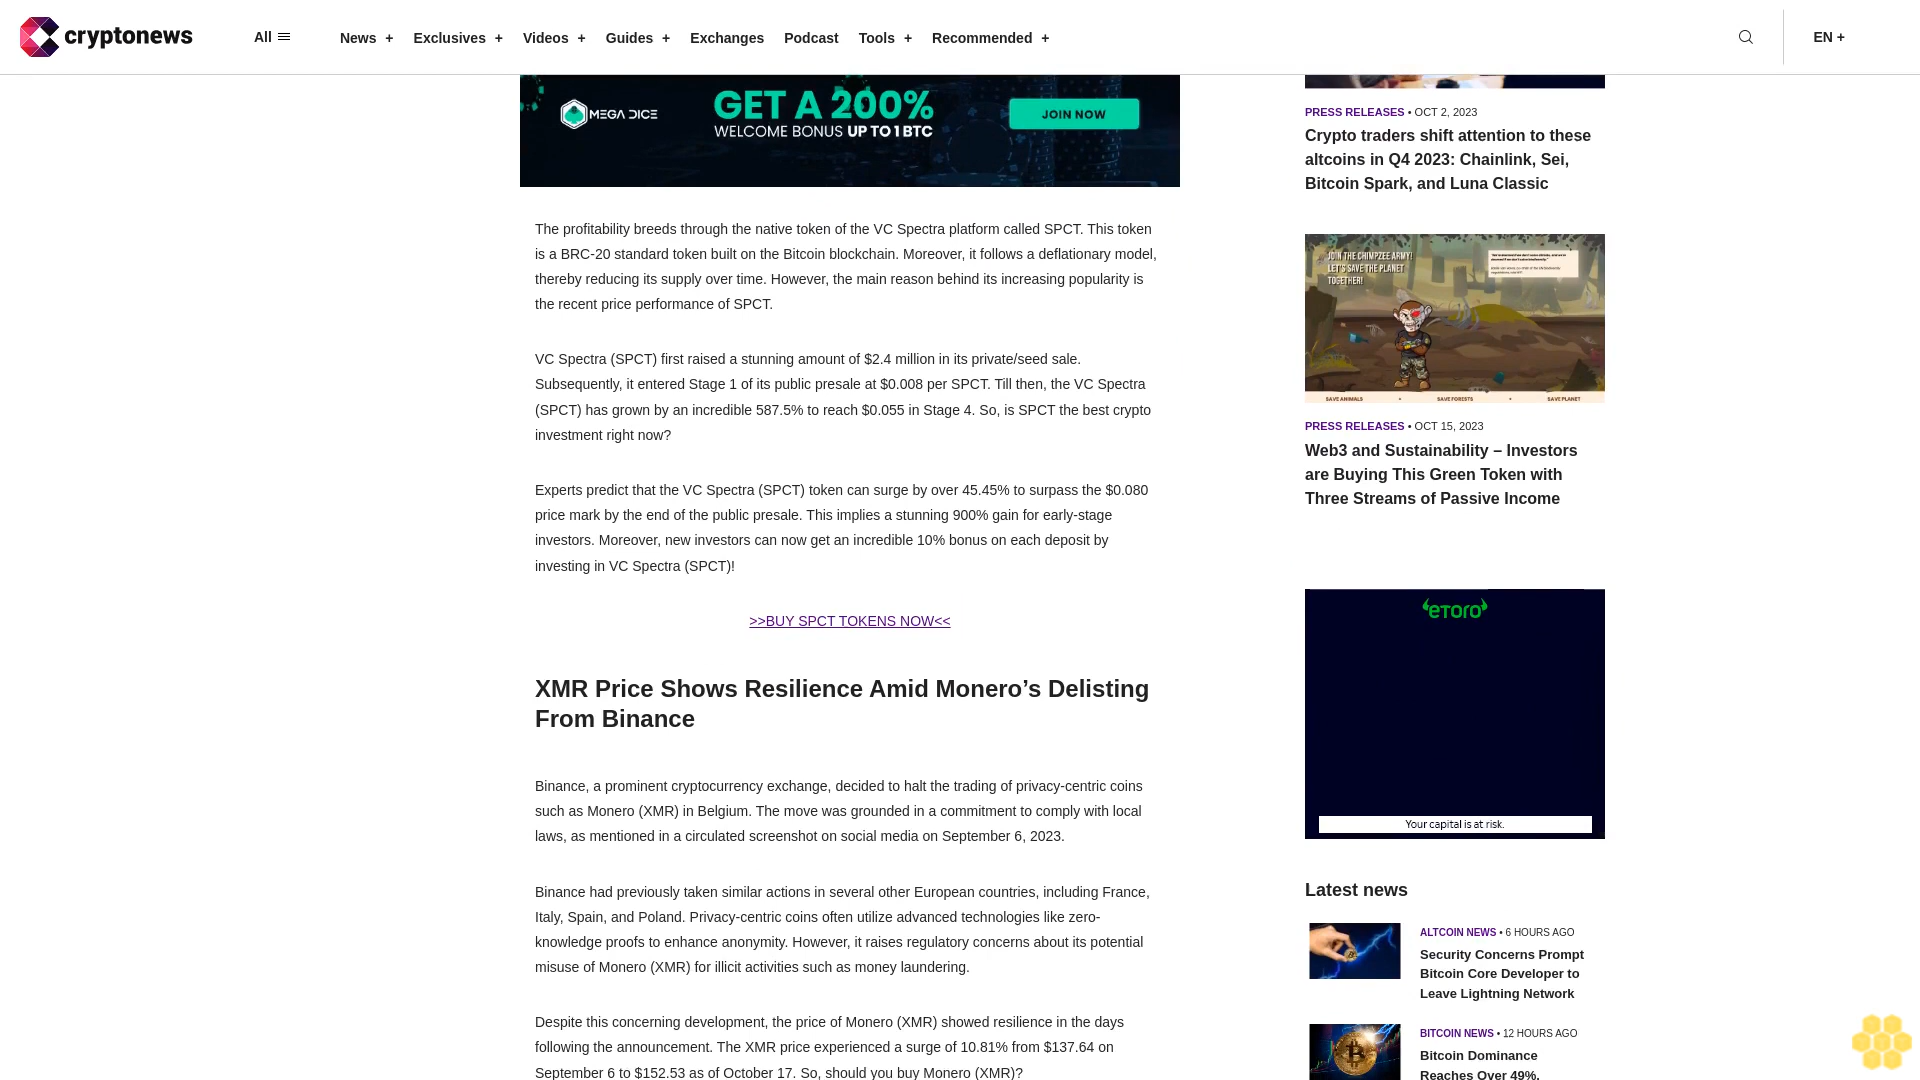 cryptonews
All
News +
Exclusives +
Videos +
Guides +
Exchanges
Podcast
Tools +
Recommended +
EN +
MEGA DICE
GET A 200%
WELCOME BONUS UP TO 1 BTC
JOIN NOW
The profitability breeds through the native token of the VC Spectra platform called SPCT. This token
is a BRC-20 standard token built on the Bitcoin blockchain. Moreover, it follows a deflationary model,
thereby reducing its supply over time. However, the main reason behind its increasing popularity is
the recent price performance of SPCT.
VC Spectra (SPCT) first raised a stunning amount of $2.4 million in its private/seed sale.
Subsequently, it entered Stage 1 of its public presale at $0.008 per SPCT. Till then, the VC Spectra
(SPCT) has grown by an incredible 587.5% to reach $0.055 in Stage 4. So, is SPCT the best crypto
investment right now?
Experts predict that the VC Spectra (SPCT) token can surge by over 45.45% to surpass the $0.080
price mark by the end of the public presale. This implies a stunning 900% gain for early-stage
investors. Moreover, new investors can now get an incredible 10% bonus on each deposit by
investing in VC Spectra (SPCT)!
>>BUY SPCT TOKENS NOW<<
XMR Price Shows Resilience Amid Monero’s Delisting
From Binance
Binance, a prominent cryptocurrency exchange, decided to halt the trading of privacy-centric coins
such as Monero (XMR) in Belgium. The move was grounded in a commitment to comply with local
laws, as mentioned in a circulated screenshot on social media on September 6, 2023.
Binance had previously taken similar actions in several other European countries, including France,
Italy, Spain, and Poland. Privacy-centric coins often utilize advanced technologies like zero-
knowledge proofs to enhance anonymity. However, it raises regulatory concerns about its potential
misuse of Monero (XMR) for illicit activities such as money laundering.
Despite this concerning development, the price of Monero (XMR) showed resilience in the days
following the announcement. The XMR price experienced a surge of 10.81% from $137.64 on
September 6 to $152.53 as of October 17. So, should you buy Monero (XMR)?
PRESS RELEASES • OCT 2, 2023
Crypto traders shift attention to these
altcoins in Q4 2023: Chainlink, Sei,
Bitcoin Spark, and Luna Classic
JOIN THE CHIMPZEE ARMY!
LET'S SAVE THE PLANET
TOGETHER!
SAVE ANIMALS • SAVE FORESTS • SAVE PLANET
PRESS RELEASES • OCT 15, 2023
Web3 and Sustainability – Investors
are Buying This Green Token with
Three Streams of Passive Income
eToro
Your capital is at risk.
Latest news
ALTCOIN NEWS • 6 HOURS AGO
Security Concerns Prompt
Bitcoin Core Developer to
Leave Lightning Network
BITCOIN NEWS • 12 HOURS AGO
Bitcoin Dominance
Reaches Over 49%,